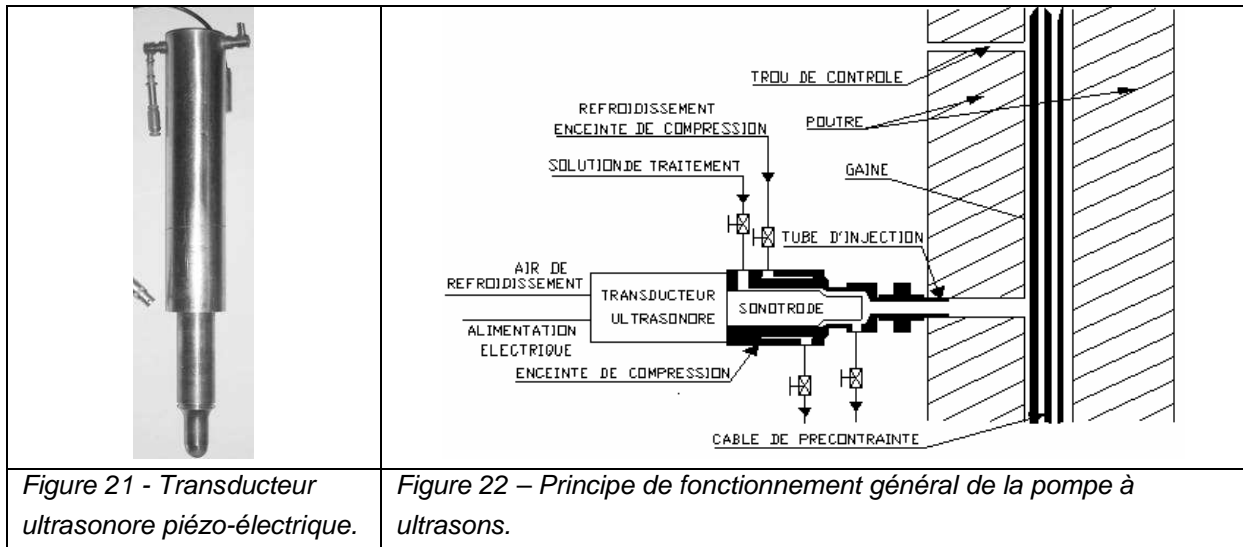 TROU DE CONTROLE
REFROIDISSEMENT
ENCEINTE DE COMPRESSION
POUTRE
SOLUTION.DE TRAITEMENT
GAINE
TUBE D'INJECTION
AIR DE
REFROIDISSEMENT
TRANSDUCTEUR
ULTRASONORE
SONOTRODE
ALIMENTATION
ELECTRIQUE
ENCEINTE DE COMPRESSION
CABLE DE PRECONTRAINTE
Figure 21 - Transducteur
ultrasonore piézo-électrique.
Figure 22 – Principe de fonctionnement général de la pompe à
ultrasons.